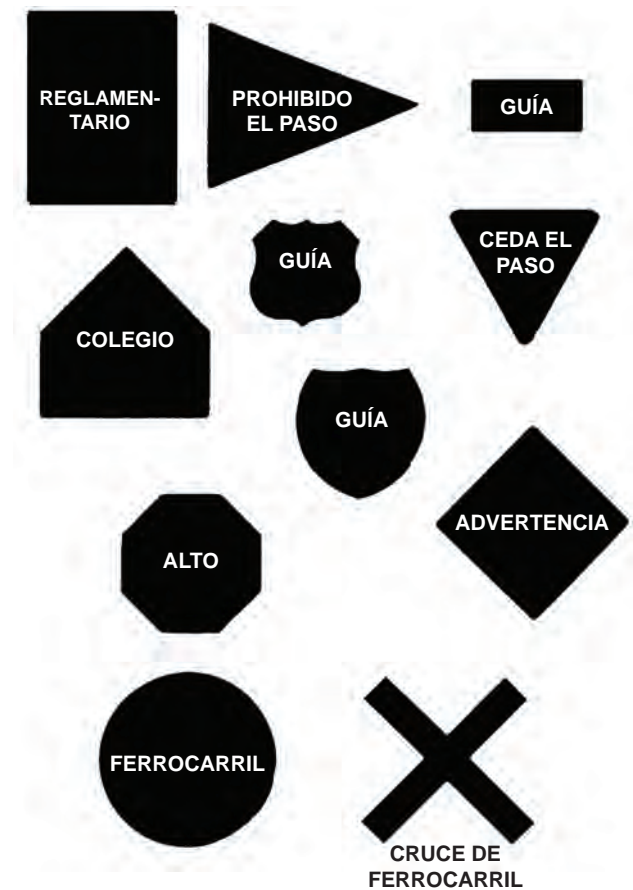 REGLAMEN-
TARIO
PROHIBIDO
EL PASO
GUÍA
GUÍA
CEDA EL
PASO
COLEGIO
GUÍA
ADVERTENCIA
ALTO
FERROCARRIL
CRUCE DE
FERROCARRIL